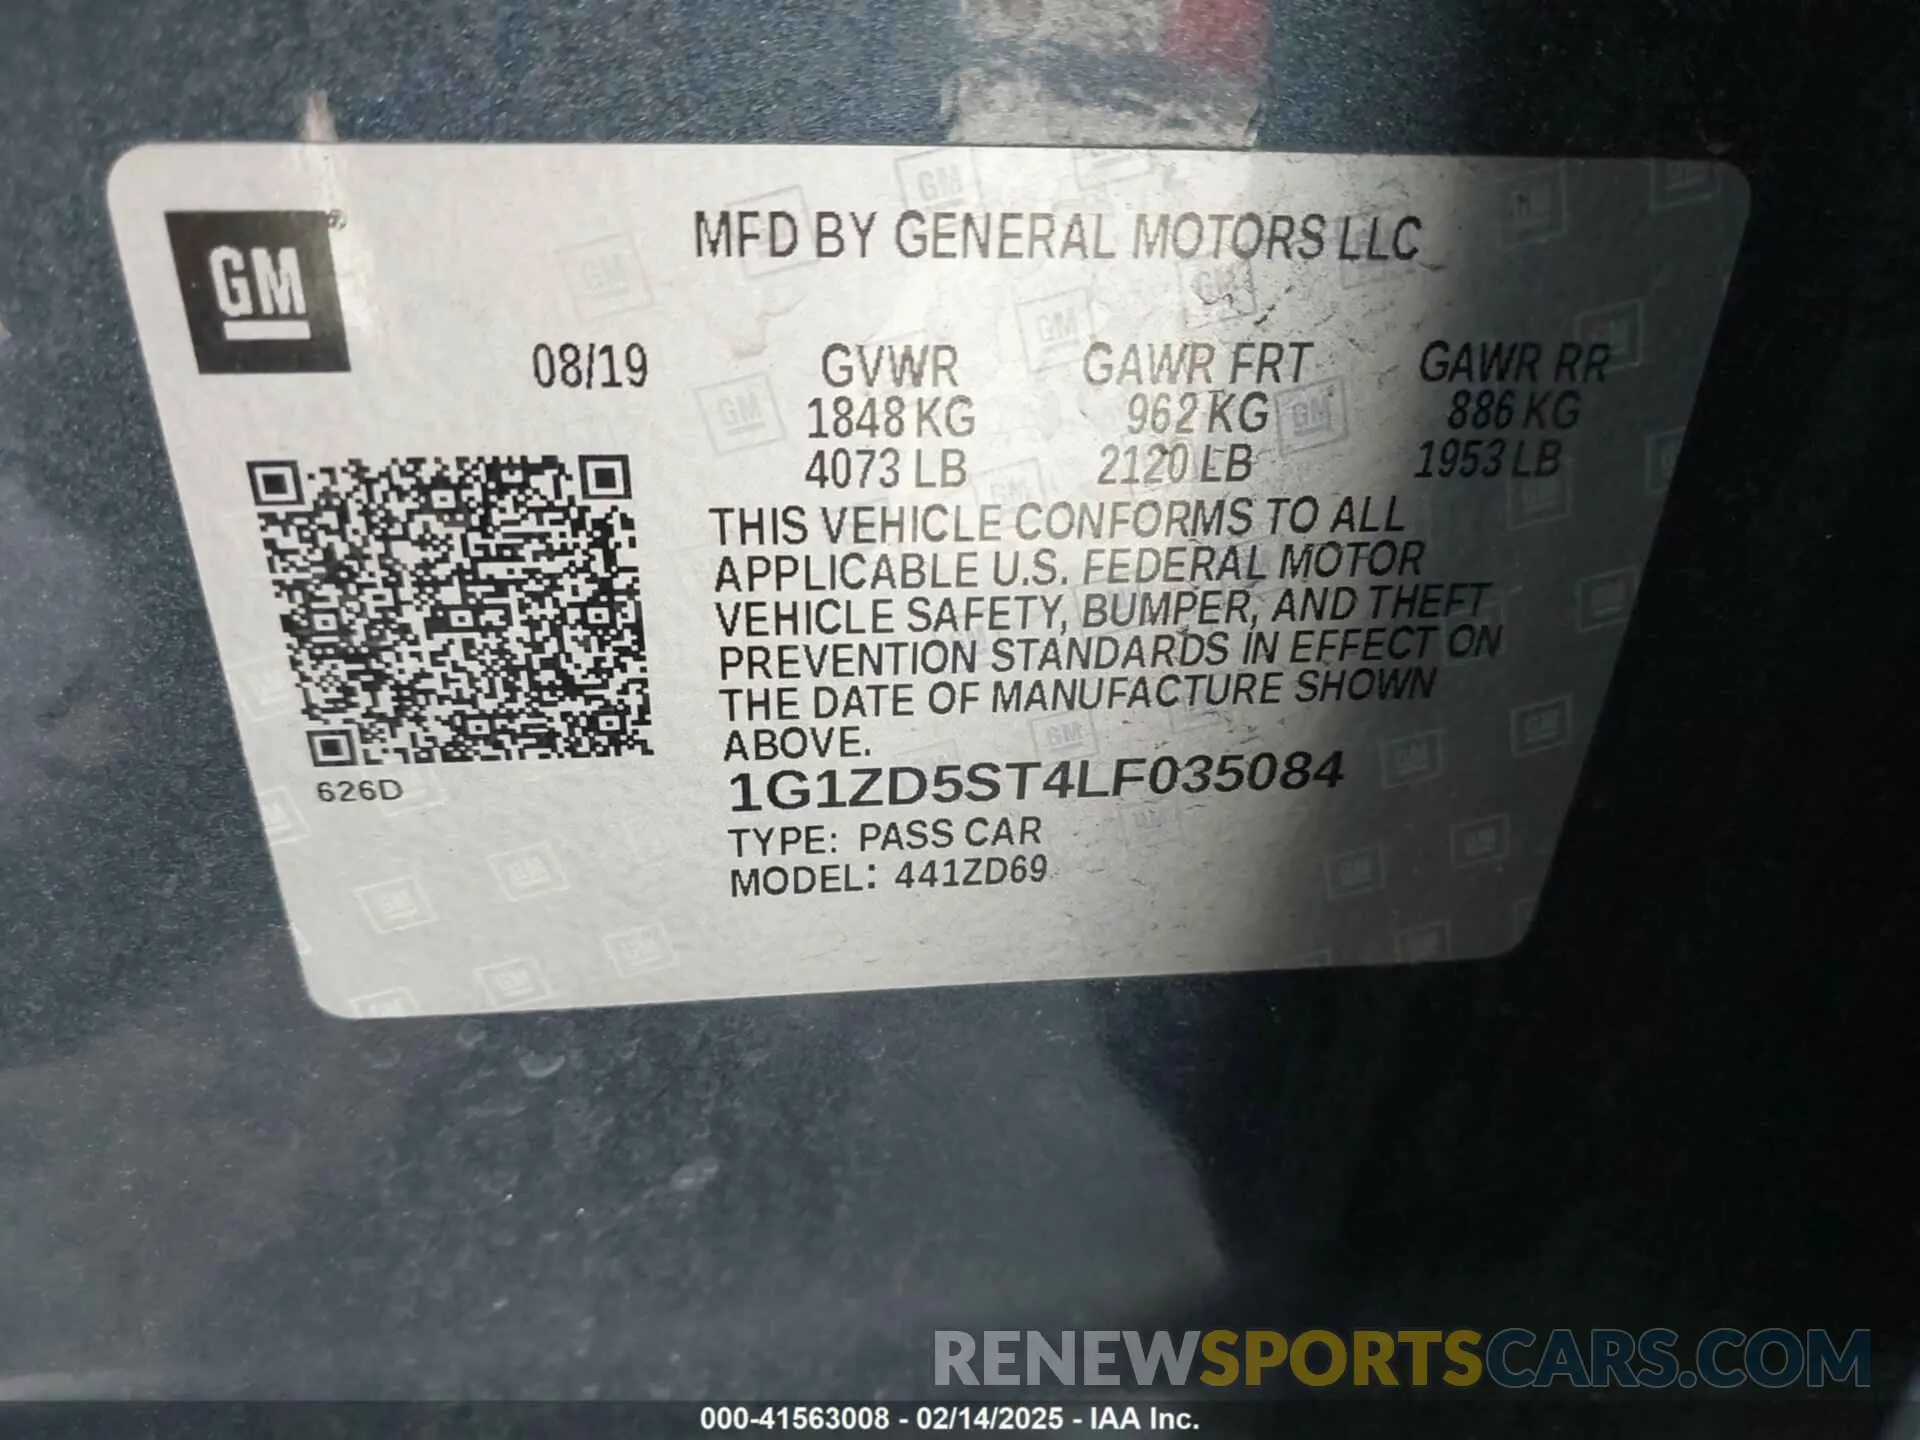 GM
MFD BY GENERAL MOTORS LLC
08/19 GVWR GAWR FRT GAWR RR
1848 KG 962 KG 886 KG
4073 LB 2120 LB 1953 LB
THIS VEHICLE CONFORMS TO ALL
APPLICABLE U.S. FEDERAL MOTOR
VEHICLE SAFETY, BUMPER, AND THEFT
PREVENTION STANDARDS IN EFFECT ON
THE DATE OF MANUFACTURE SHOWN
ABOVE.
626D
1G1ZD5ST4LF035084
TYPE: PASS CAR
MODEL: 441ZD69
RENEWSPORTSCARS.COM
000-41563008 - 02/14/2025 - IAA Inc.